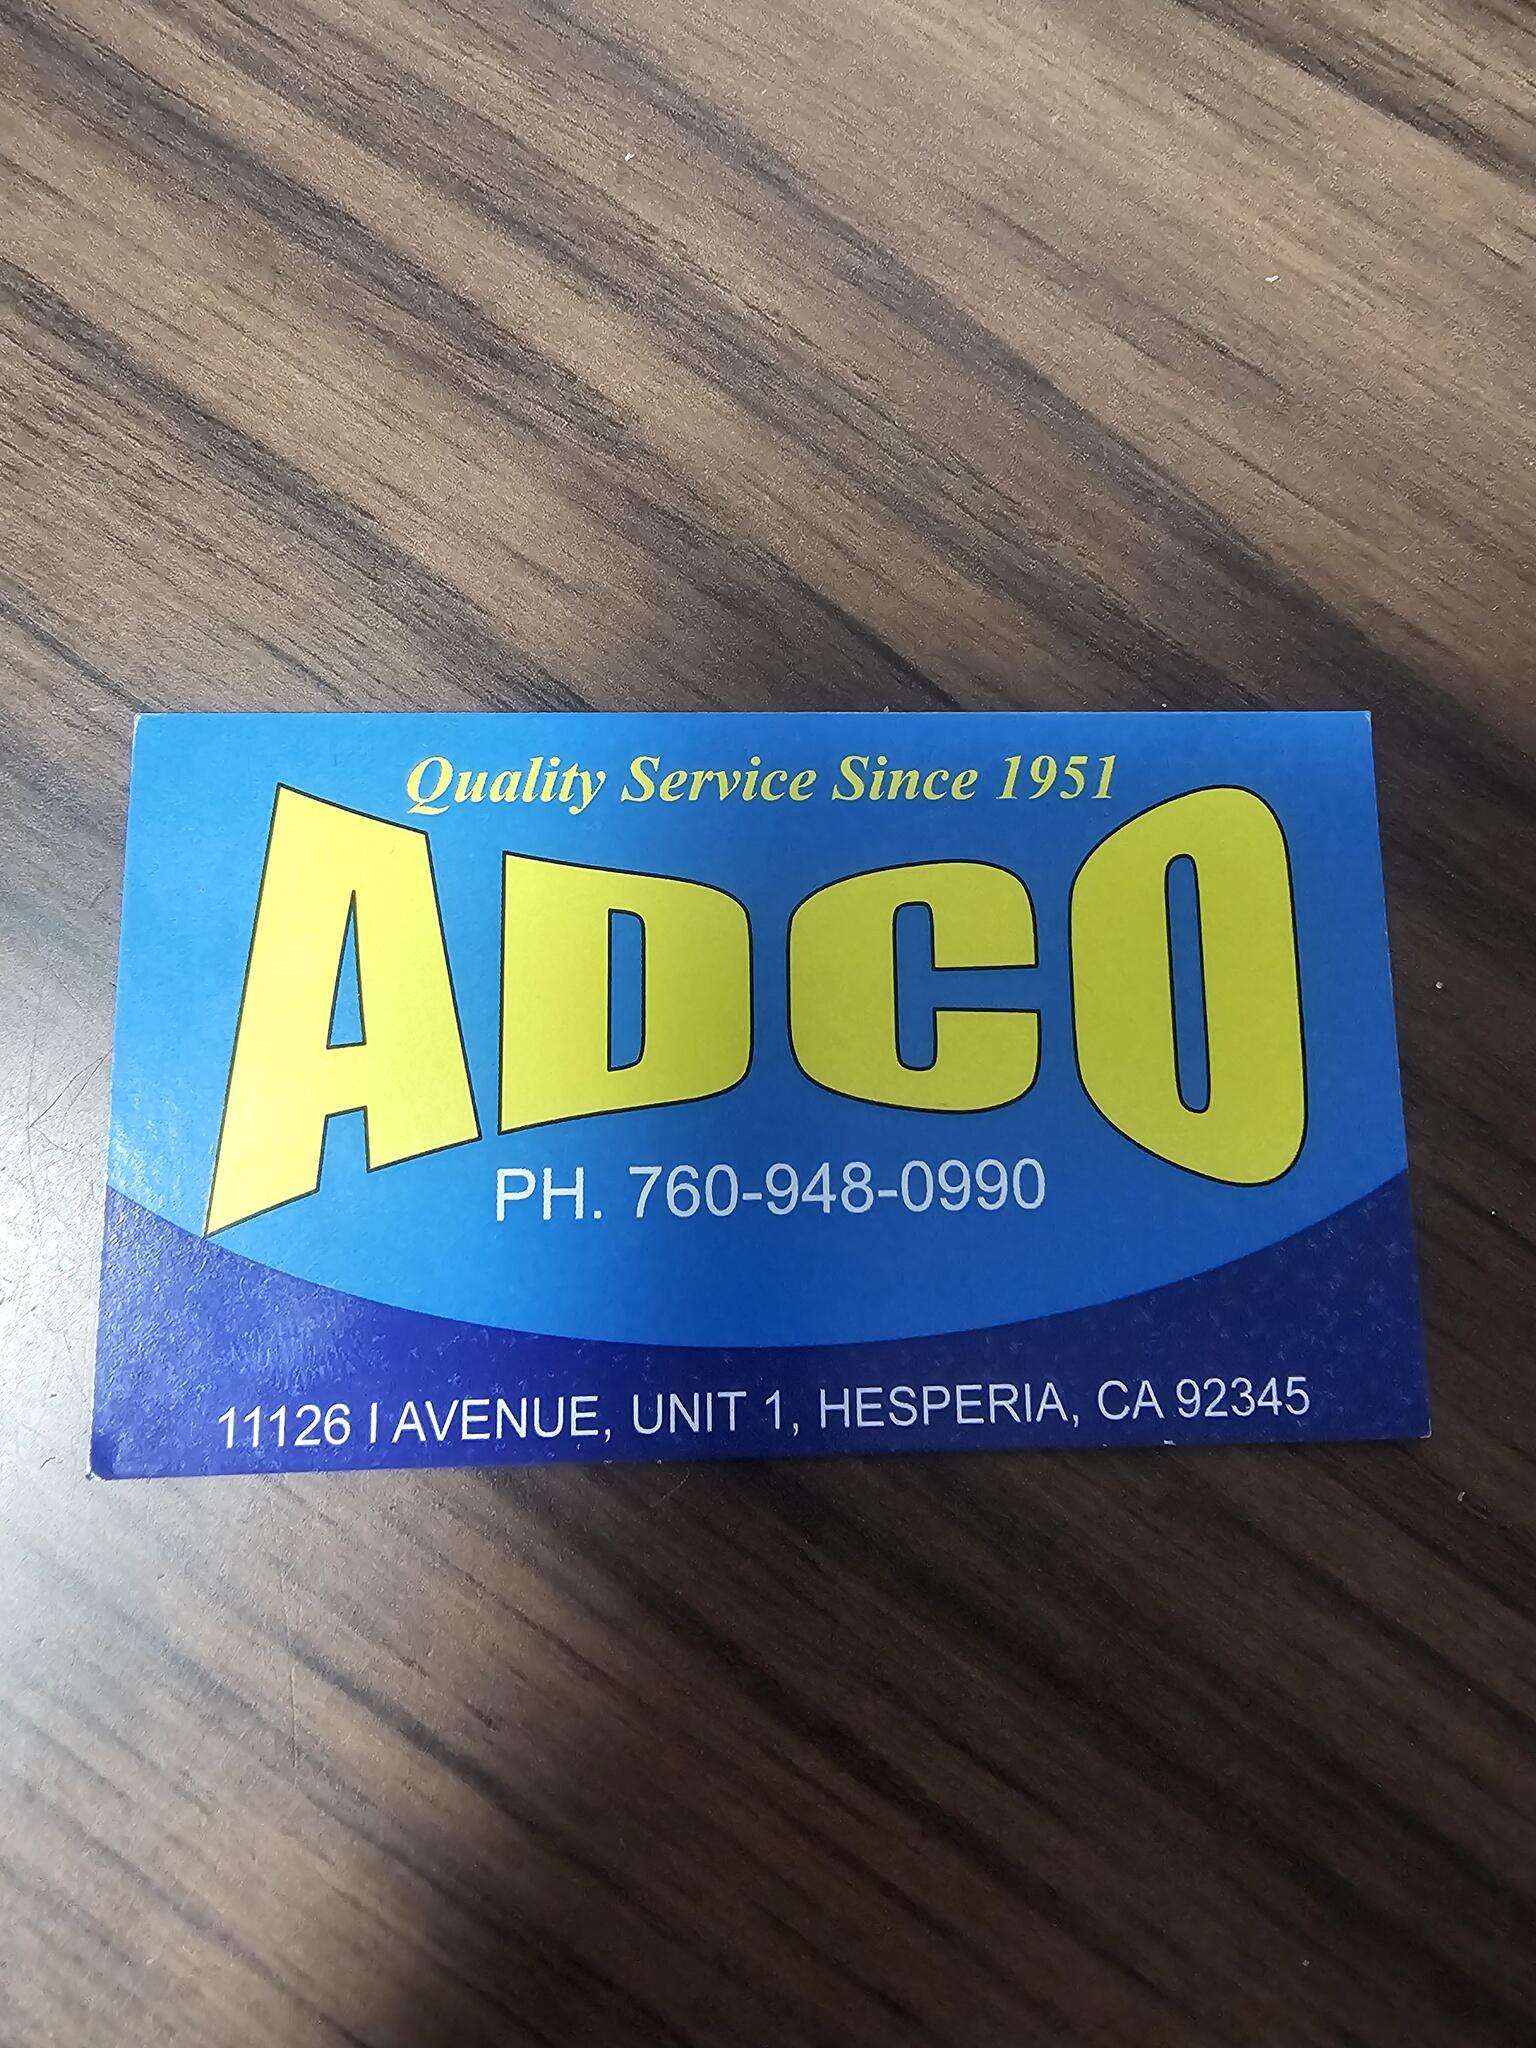 Quality Service Since 1951
ADCO
PH. 760-948-0990
11126 I AVENUE, UNIT 1, HESPERIA, CA 92345